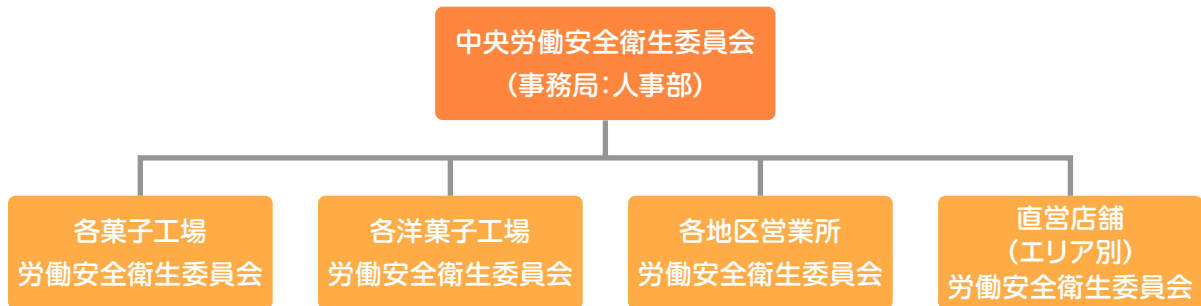 中央労働安全衛生委員会
（事務局：人事部）
各菓子工場
労働安全衛生委員会
各洋菓子工場
労働安全衛生委員会
各地区営業所
労働安全衛生委員会
直営店舗
（エリア別）
労働安全衛生委員会